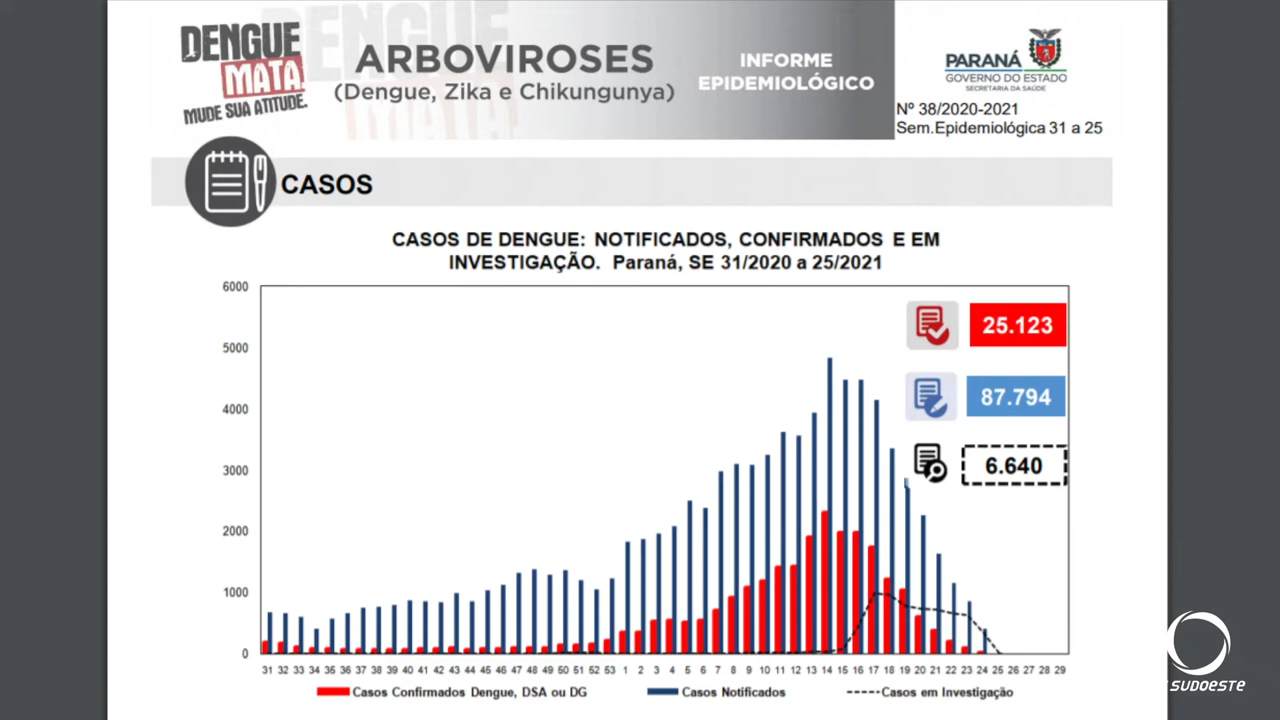 DENGUE
MATA.
MUDE SUA ATITUDE.
ARBOVIROSES
(Dengue, Zika e Chikungunya)
INFORME
EPIDEMIOLÓGICO
PARANÁ
GOVERNO DO ESTADO
SECRETARIA DA SAÚDE
Nº 38/2020-2021
Sem.Epidemiológica 31 a 25
CASOS
CASOS DE DENGUE: NOTIFICADOS, CONFIRMADOS E EM
INVESTIGAÇÃO. Paraná, SE 31/2020 a 25/2021
6000
5000
4000
3000
2000
1000
0
25.123
87.794
6.640
31 32 33 34 35 36 37 38 39 40 41 42 43 44 45 46 47 48 49 50 51 52 53 1 2 3 4 5 6 7 8 9 10 11 12 13 14 15 16 17 18 19 20 21 22 23 24 25 26 27 28 29
Casos Confirmados Dengue, DSA ou DG
Casos Notificados
Casos em Investigação
SUDOESTE